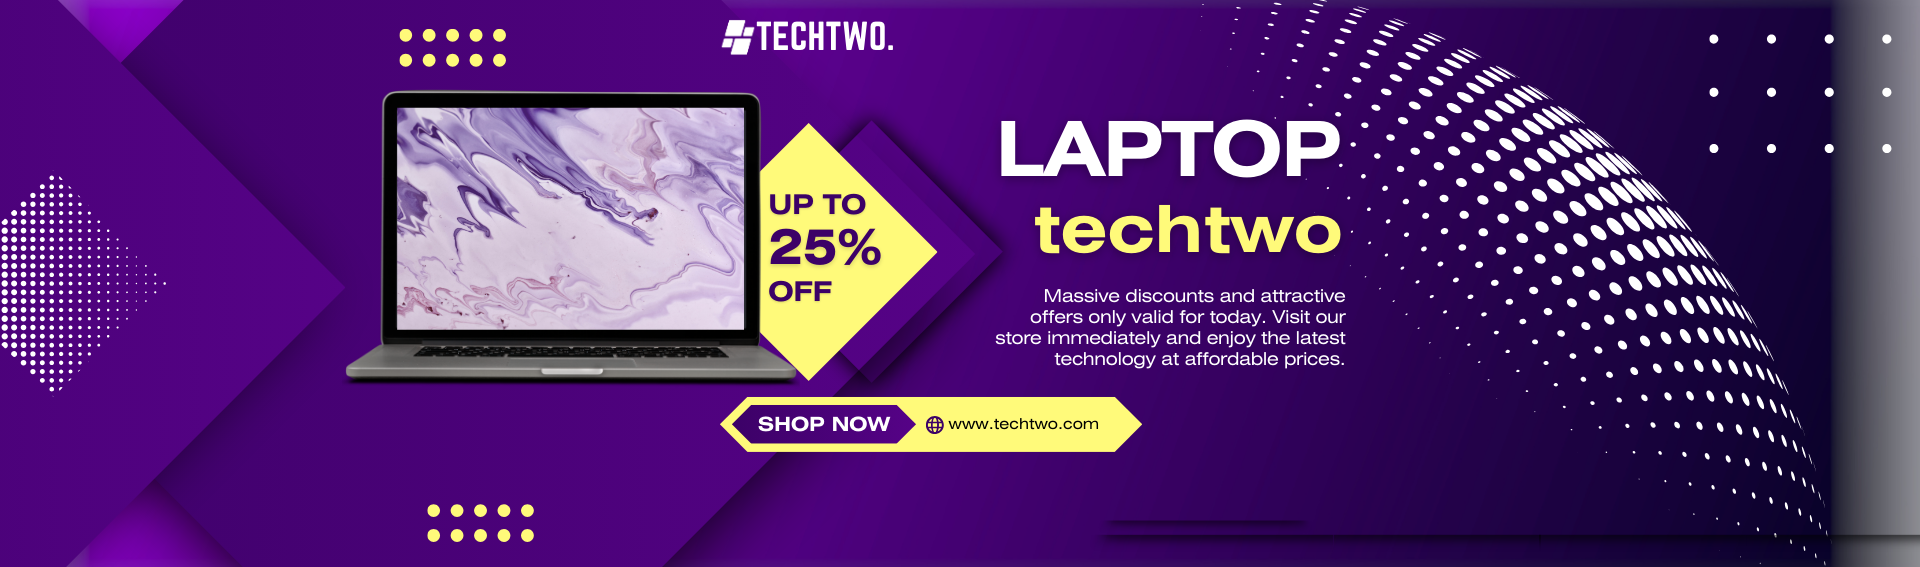 TECHTWO.
LAPTOP
techtwo
UP TO
25%
OFF
Massive discounts and attractive
offers only valid for today. Visit our
store immediately and enjoy the latest
technology at affordable prices.
SHOP NOW
www.techtwo.com